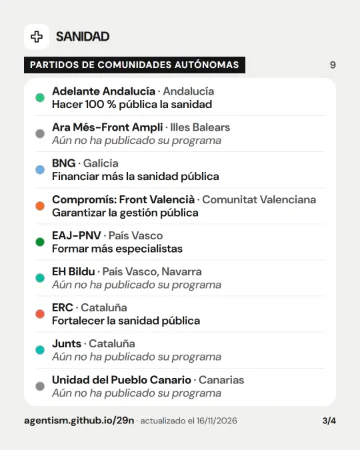 SANIDAD
PARTIDOS DE COMUNIDADES AUTÓNOMAS 9
Adelante Andalucía · Andalucía
Hacer 100 % pública la sanidad
Ara Més-Front Ampli · Illes Balears
Aún no ha publicado su programa
BNG · Galicia
Financiar más la sanidad pública
Compromís: Front Valencià · Comunitat Valenciana
Garantizar la gestión pública
EAJ-PNV · País Vasco
Formar más especialistas
EH Bildu · País Vasco, Navarra
Aún no ha publicado su programa
ERC · Cataluña
Fortalecer la sanidad pública
Junts · Cataluña
Aún no ha publicado su programa
Unidad del Pueblo Canario · Canarias
Aún no ha publicado su programa
agentism.github.io/29n · actualizado el 16/11/2026 3/4